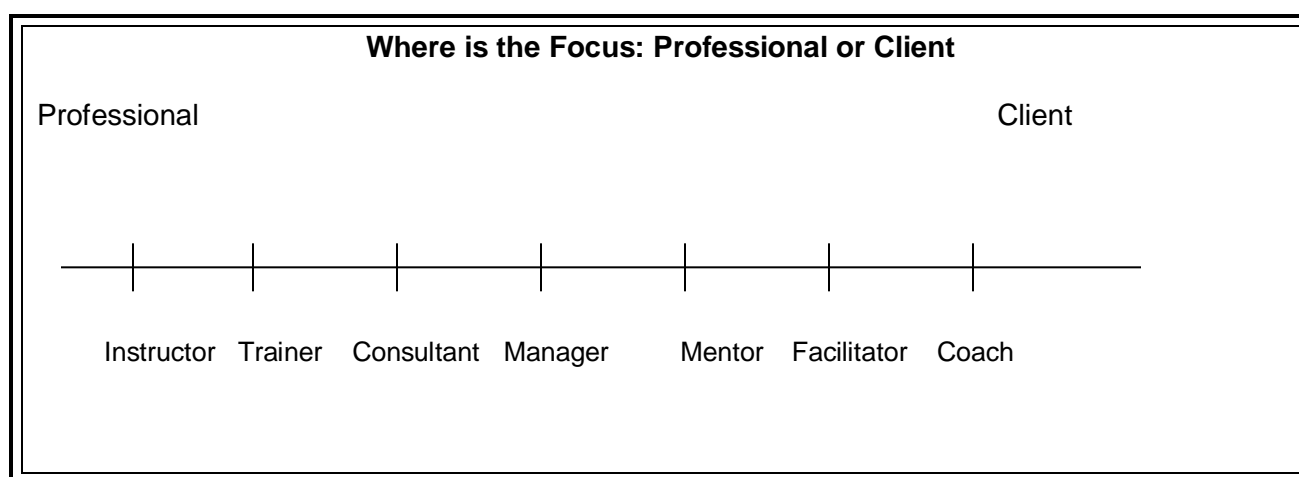 Where is the Focus: Professional or Client
Professional Client
Instructor Trainer Consultant Manager Mentor Facilitator Coach